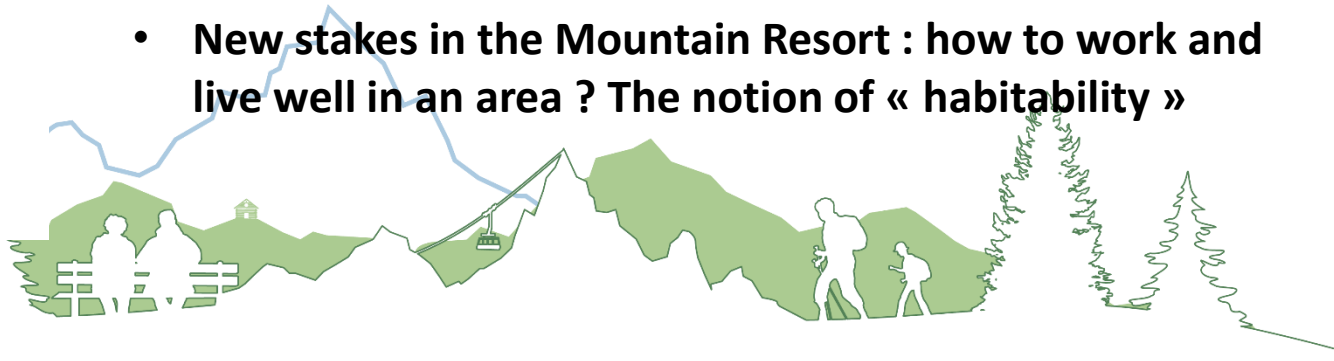 • New stakes in the Mountain Resort : how to work and
live well in an area ? The notion of « habitability »